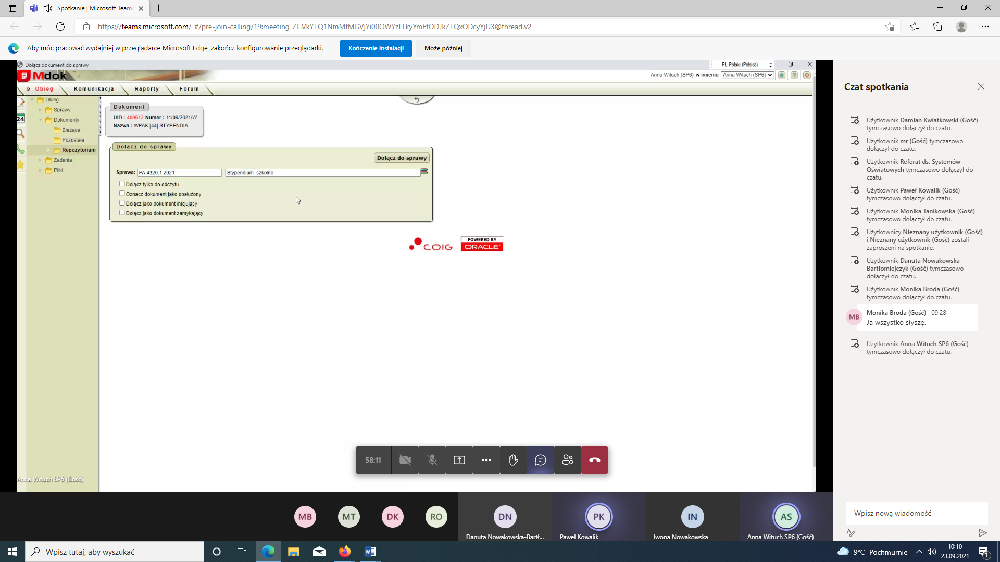 Spotkanie | Microsoft Teams
https://teams.microsoft.com/_#/pre-join-calling/19:meeting_ZGVkYTQ1NmMtMGVjYi00OWYzLTkyYmEtODJkZTQxODcyYjU3@thread.v2
Aby móc pracować wydajniej w przeglądarce Microsoft Edge, zakończ konfigurowanie przeglądarki.
Kończenie instalacji
Może później
Dołącz dokument do sprawy
PL Polski (Polska)
Mdok
Anna Wituch (SP6) w imieniu Anna Wituch (SP6)
» Obieg Komunikacja Raporty Forum
24
Obieg
Sprawy
Dokumenty
Bieżące
Pozostałe
Repozytorium
Zadania
Pliki
Dokument
UID : 409512 Numer : 11/09/2021/W
Nazwa : WPAK [44] STYPENDIA
Dołącz do sprawy
Dołącz do sprawy
Sprawa: PA.4320.1.2021 Stypendium szkolne
Dołącz tylko do odczytu
Oznacz dokument jako obsłużony
Dołącz jako dokument inicjujący
Dołącz jako dokument zamykający
COIG
POWERED BY
ORACLE
58:11
Anna Wituch SP6 (Gość)
MB
MT
DK
RO
DN
Danuta Nowakowska-Bartł...
PK
Paweł Kowalik
IN
Iwona Nowakowska
AS
Anna Wituch SP6 (Gość)
Czat spotkania
Użytkownik Damian Kwiatkowski (Gość)
tymczasowo dołączył do czatu.
Użytkownik mr (Gość) tymczasowo
dołączył do czatu.
Użytkownik Referat ds. Systemów
Oświatowych tymczasowo dołączył do
czatu.
Użytkownik Paweł Kowalik (Gość)
tymczasowo dołączył do czatu.
Użytkownik Monika Tanikowska (Gość)
tymczasowo dołączył do czatu.
Użytkownicy Nieznany użytkownik (Gość)
i Nieznany użytkownik (Gość) zostali
zaproszeni na spotkanie.
Użytkownik Danuta Nowakowska-
Bartłomiejczyk (Gość) tymczasowo
dołączył do czatu.
Użytkownik Monika Broda (Gość)
tymczasowo dołączył do czatu.
MB
Monika Broda (Gość) 09:28
Ja wszystko słyszę.
Użytkownik Anna Wituch SP6 (Gość)
tymczasowo dołączył do czatu.
Wpisz nową wiadomość
Wpisz tutaj, aby wyszukać
9°C Pochmurnie
10:10
23.09.2021
1